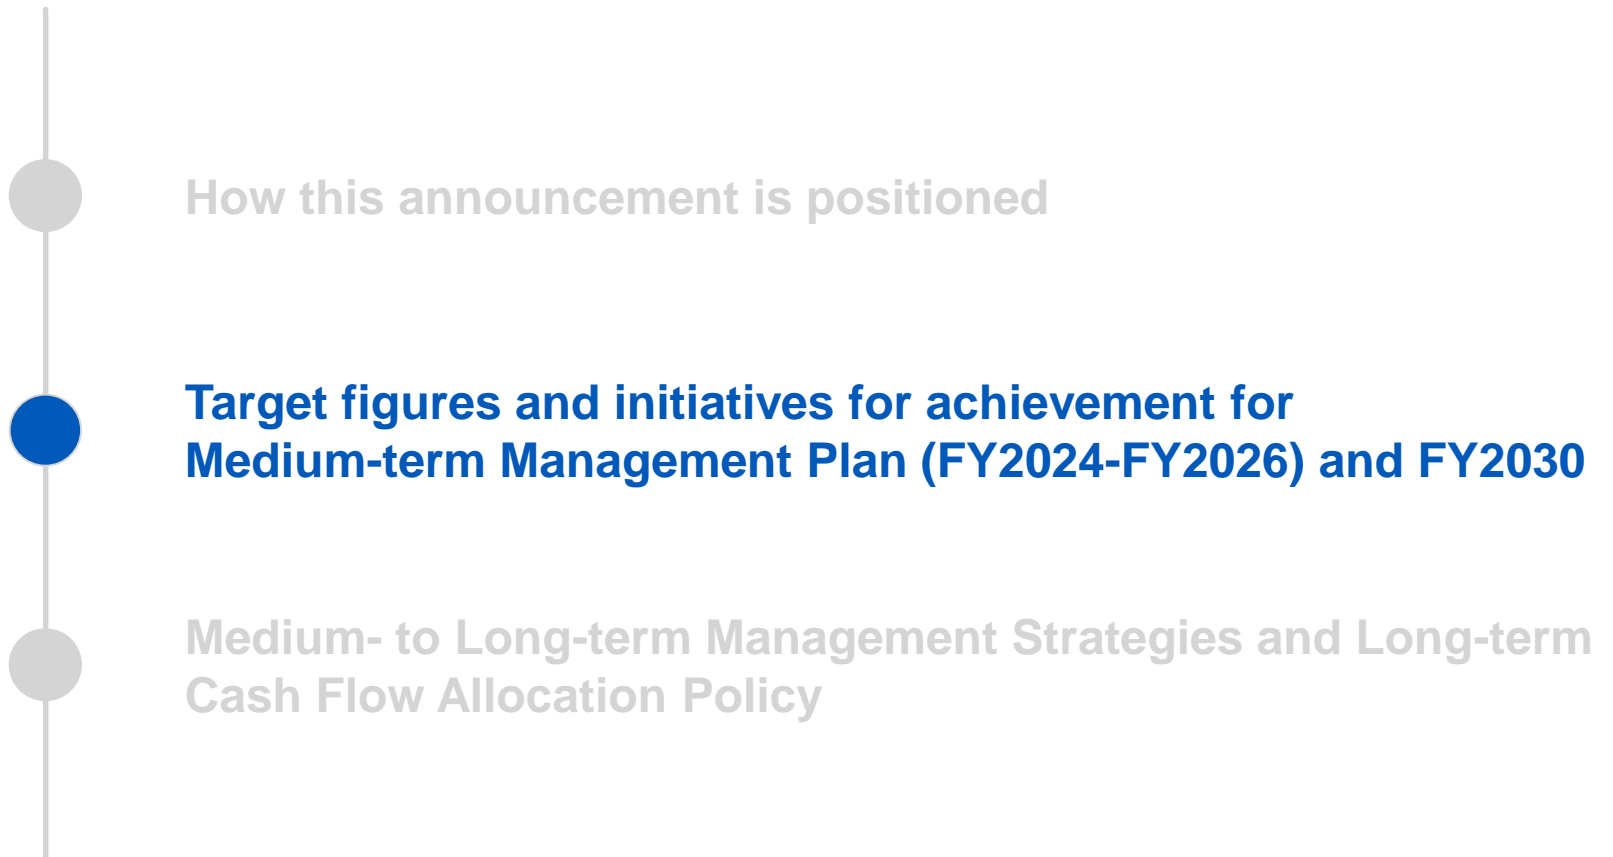 How this announcement is positioned
Target figures and initiatives for achievement for
Medium-term Management Plan (FY2024-FY2026) and FY2030
Medium- to Long-term Management Strategies and Long-term
Cash Flow Allocation Policy